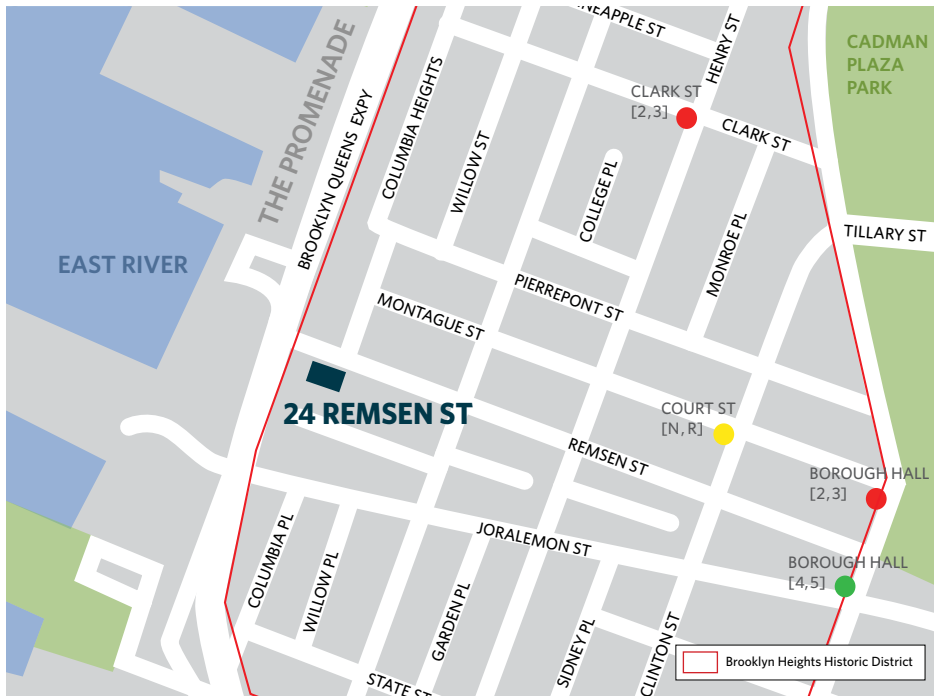 NEAPPLE ST
HENRY ST
THE PROMENADE
CADMAN
PLAZA
PARK
BROOKLYN QUEENS EXPY
COLUMBIA HEIGHTS
CLARK ST
[2,3]
CLARK ST
WILLOW ST
COLLEGE PL
MONROE PL
TILLARY ST
EAST RIVER
PIERREPONT ST
MONTAGUE ST
24 REMSEN ST
COURT ST
[N,R]
REMSEN ST
BOROUGH HALL
[2,3]
JORALEMON ST
BOROUGH HALL
[4,5]
COLUMBIA PL
WILLOW PL
GARDEN PL
SIDNEY PL
CLINTON ST
STATE ST
Brooklyn Heights Historic District